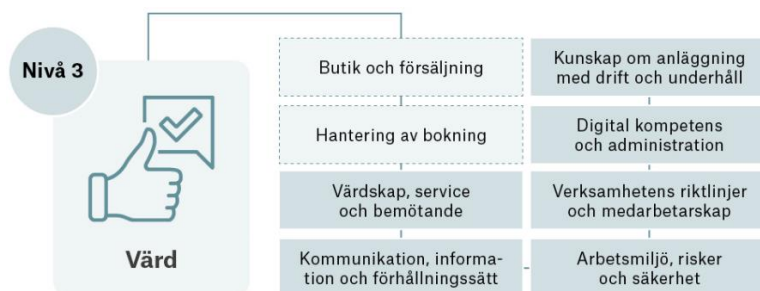 Nivå 3
Värd
Butik och försäljning
Hantering av bokning
Värdskap, service
och bemötande
Kommunikation, informa-
tion och förhållningssätt
Kunskap om anläggning
med drift och underhåll
Digital kompetens
och administration
Verksamhetens riktlinjer
och medarbetarskap
Arbetsmiljö, risker
och säkerhet